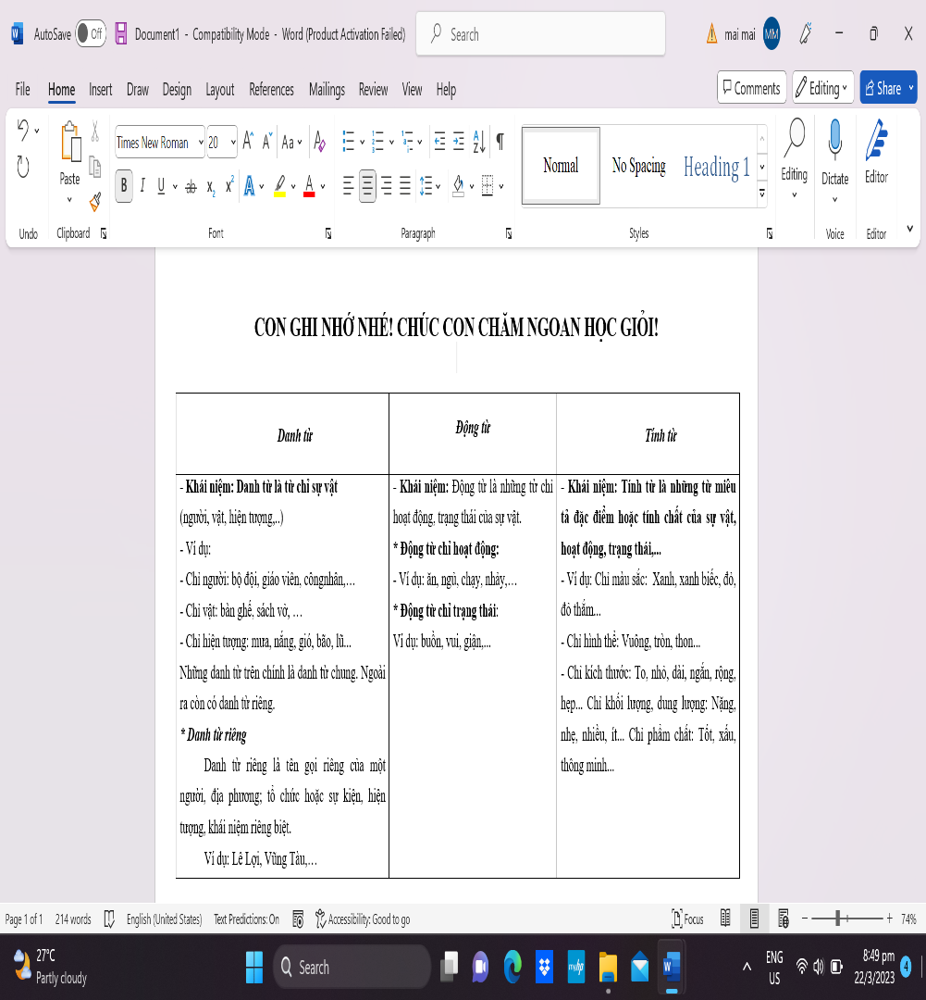 AutoSave Off Document1 - Compatibility Mode - Word (Product Activation Failed) Search mai mai MM
File Home Insert Draw Design Layout References Mailings Review View Help Comments Editing Share
Times New Roman 20 Aa A
Paste B I U ab x2 x2 A A
Normal No Spacing Heading 1
Editing Dictate Editor
Undo Clipboard Font Paragraph Styles Voice Editor
CON GHI NHỚ NHÉ! CHÚC CON CHĂM NGOAN HỌC GIỎI!
Danh từ
- Khái niệm: Danh từ là từ chỉ sự vật
(người, vật, hiện tượng,..)
- Ví dụ:
- Chỉ người: bộ đội, giáo viên, côngnhân,…
- Chỉ vật: bàn ghế, sách vở, …
- Chỉ hiện tượng: mưa, nắng, gió, bão, lũ...
Những danh từ trên chính là danh từ chung. Ngoài
ra còn có danh từ riêng.
* Danh từ riêng
Danh từ riêng là tên gọi riêng của một
người, địa phương; tổ chức hoặc sự kiện, hiện
tượng, khái niệm riêng biệt.
Ví dụ: Lê Lợi, Vũng Tàu,…
Động từ
- Khái niệm: Động từ là những từ chỉ
hoạt động, trạng thái của sự vật.
* Động từ chỉ hoạt động:
- Ví dụ: ăn, ngủ, chạy, nhảy,…
* Động từ chỉ trạng thái:
Ví dụ: buồn, vui, giận,...
Tính từ
- Khái niệm: Tính từ là những từ miêu
tả đặc điểm hoặc tính chất của sự vật,
hoạt động, trạng thái,...
- Ví dụ: Chỉ màu sắc: Xanh, xanh biếc, đỏ,
đỏ thắm...
- Chỉ hình thể: Vuông, tròn, thon...
- Chỉ kích thước: To, nhỏ, dài, ngắn, rộng,
hẹp... Chỉ khối lượng, dung lượng: Nặng,
nhẹ, nhiều, ít... Chỉ phẩm chất: Tốt, xấu,
thông minh...
Page 1 of 1 214 words English (United States) Text Predictions: On Accessibility: Good to go Focus 74%
27°C
Partly cloudy
Search
myhp
ENG
US
8:49 pm
22/3/2023
4